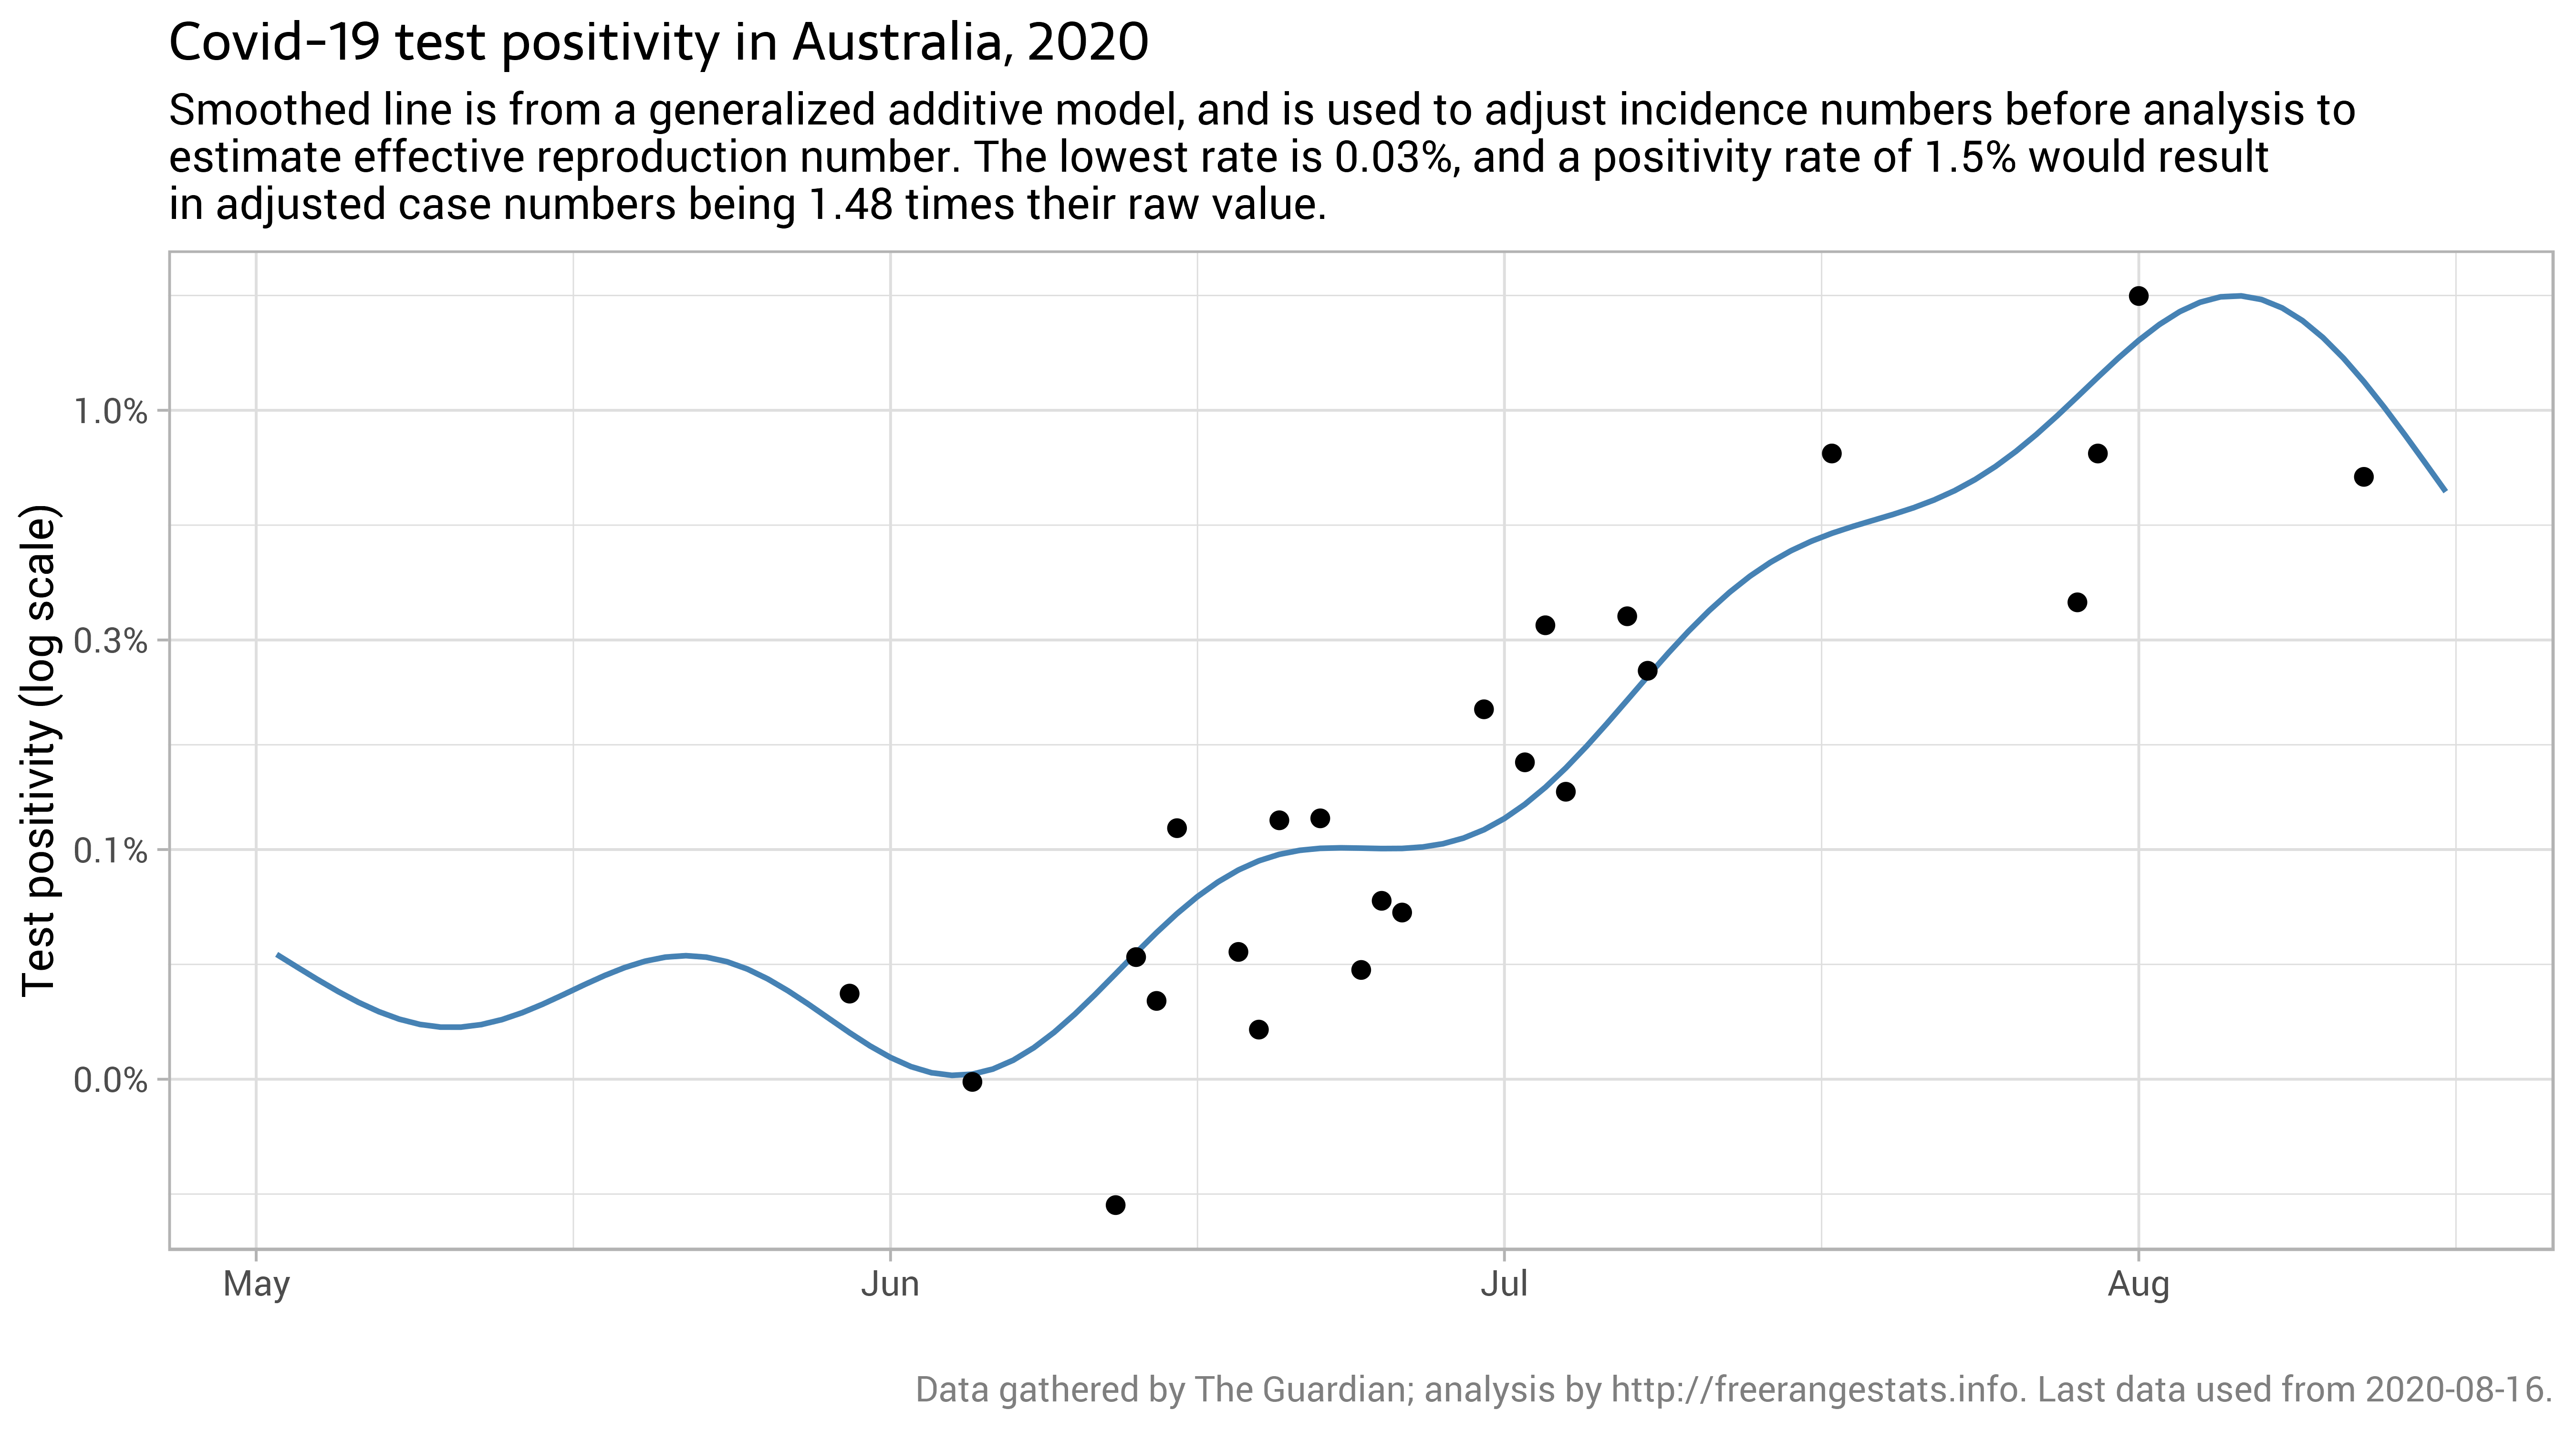 Covid-19 test positivity in Australia, 2020
Smoothed line is from a generalized additive model, and is used to adjust incidence numbers before analysis to
estimate effective reproduction number. The lowest rate is 0.03%, and a positivity rate of 1.5% would result
in adjusted case numbers being 1.48 times their raw value.
Test positivity (log scale)
1.0%
0.3%
0.1%
0.0%
May
Jun
Jul
Aug
Data gathered by The Guardian; analysis by http://freerangestats.info. Last data used from 2020-08-16.